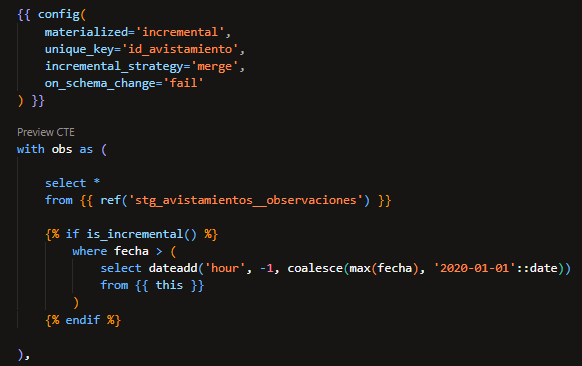 {{ config(
    materialized='incremental',
    unique_key='id_avistamiento',
    incremental_strategy='merge',
    on_schema_change='fail'
) }}
Preview CTE
with obs as (
    select *
    from {{ ref('stg_avistamientos__observaciones') }}
    {% if is_incremental() %}
        where fecha > (
            select dateadd('hour', -1, coalesce(max(fecha), '2020-01-01'::date))
            from {{ this }}
        )
    {% endif %}
),